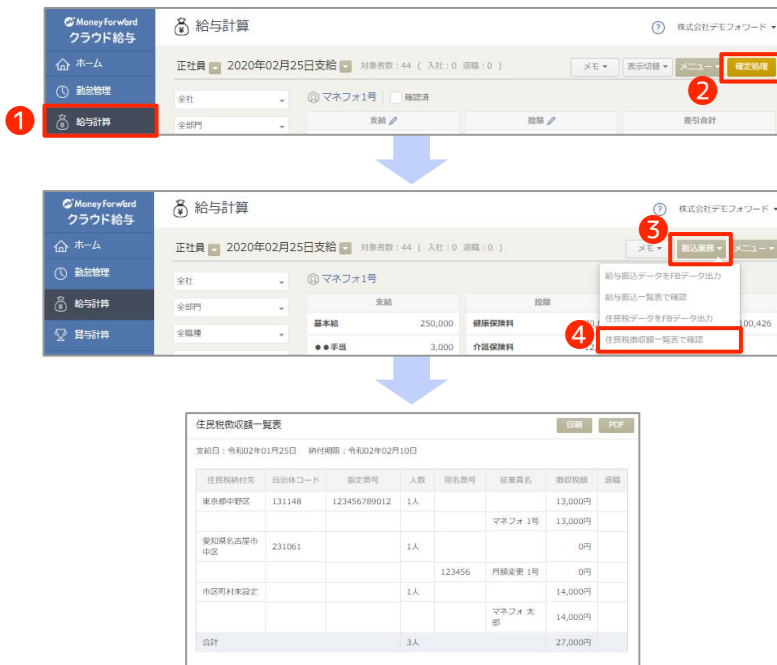 Money Forward
クラウド給与
給与計算
? 株式会社デモフォワード
ホーム
正社員 2020年02月25日支給 対象者数:44 ( 入社:0 退職:0 ) メモ 表示切替 メニュー 確定処理
勤怠管理
全社 マネフォ1号 確認済
2
1
給与計算
全部門 支給 控除 差引合計
Money Forward
クラウド給与
給与計算
? 株式会社デモフォワード
3
ホーム
正社員 2020年02月25日支給 対象者数:44 ( 入社:0 退職:0 ) メモ 振込業務 メニュー
勤怠管理
全社 マネフォ1号
給与振込データをFBデータ出力
給与計算
全部門 支給 控除
給与振込一覧表で確認
住民税データをFBデータ出力
賞与計算
全職種 基本給 250,000 健康保険料 00,426
4
住民税徴収額一覧表で確認
●●手当 3,000 介護保険料
住民税徴収額一覧表 印刷 PDF
支給日:令和02年01月25日 納付期限:令和02年02月10日
住民税納付先 自治体コード 指定番号 人数 宛名番号 従業員名 徴収税額 退職
東京都中野区 131148 123456789012 1人 13,000円
マネフォ 1号 13,000円
愛知県名古屋市
中区 231061 1人 0円
123456 月額変更 1号 0円
市区町村未設定 1人 14,000円
マネフォ 太
郎 14,000円
合計 3人 27,000円